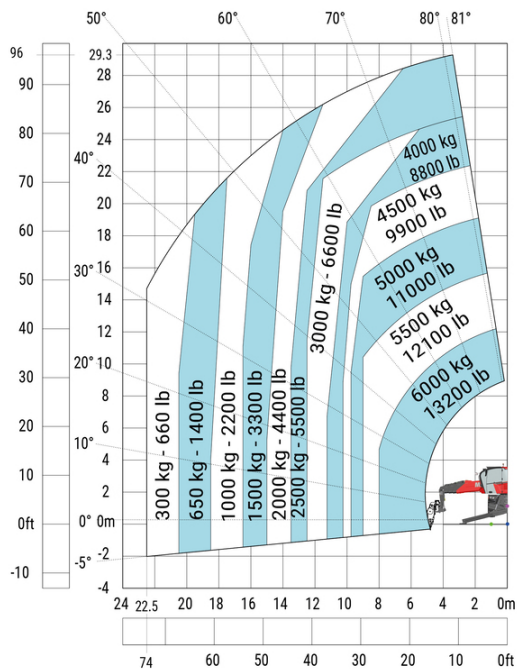 50° 60° 70° 80° 81°
96 29.3
90 28
26
80 24
40° 22
70 20
60 18
30° 16
50 14
40 12
20° 10
30 8
20 6
10° 4
10 2
0ft 0° 0m
-5° -2
-10 -4
4000 kg
8800 lb
4500 kg
9900 lb
5000 kg
11000 lb
5500 kg
12100 lb
6000 kg
13200 lb
300 kg - 660 lb
650 kg - 1400 lb
1000 kg - 2200 lb
1500 kg - 3300 lb
2000 kg - 4400 lb
2500 kg - 5500 lb
3000 kg - 6600 lb
24 22.5 20 18 16 14 12 10 8 6 4 2 0m
74 60 50 40 30 20 10 0ft